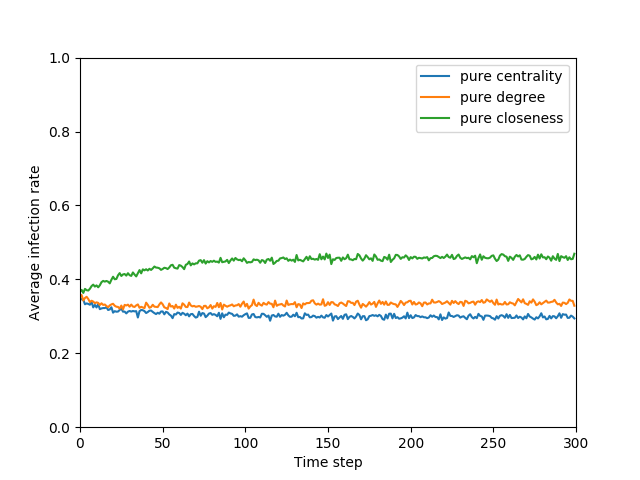 1.0
0.8
0.6
0.4
0.2
0.0
Average infection rate
pure centrality
pure degree
pure closeness
0 50 100 150 200 250 300
Time step